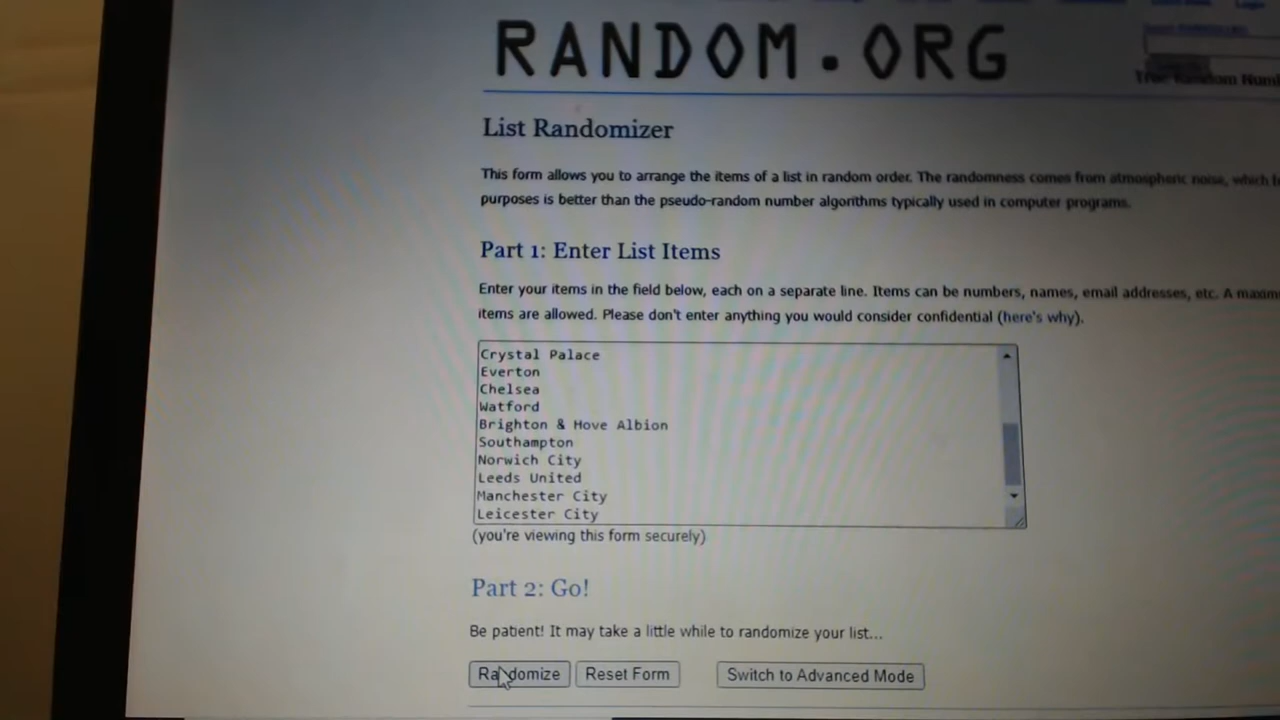 RANDOM.ORG
True Random Num
List Randomizer
This form allows you to arrange the items of a list in random order. The randomness comes from atmospheric noise, which
purposes is better than the pseudo-random number algorithms typically used in computer programs.
Part 1: Enter List Items
Enter your items in the field below, each on a separate line. Items can be numbers, names, email addresses, etc. A
items are allowed. Please don't enter anything you would consider confidential (here's why).
Crystal Palace
Everton
Chelsea
Watford
Brighton & Hove Albion
Southampton
Norwich City
Leeds United
Manchester City
Leicester City
(you're viewing this form securely)
Part 2: Go!
Be patient! It may take a little while to randomize your list...
Randomize Reset Form Switch to Advanced Mode